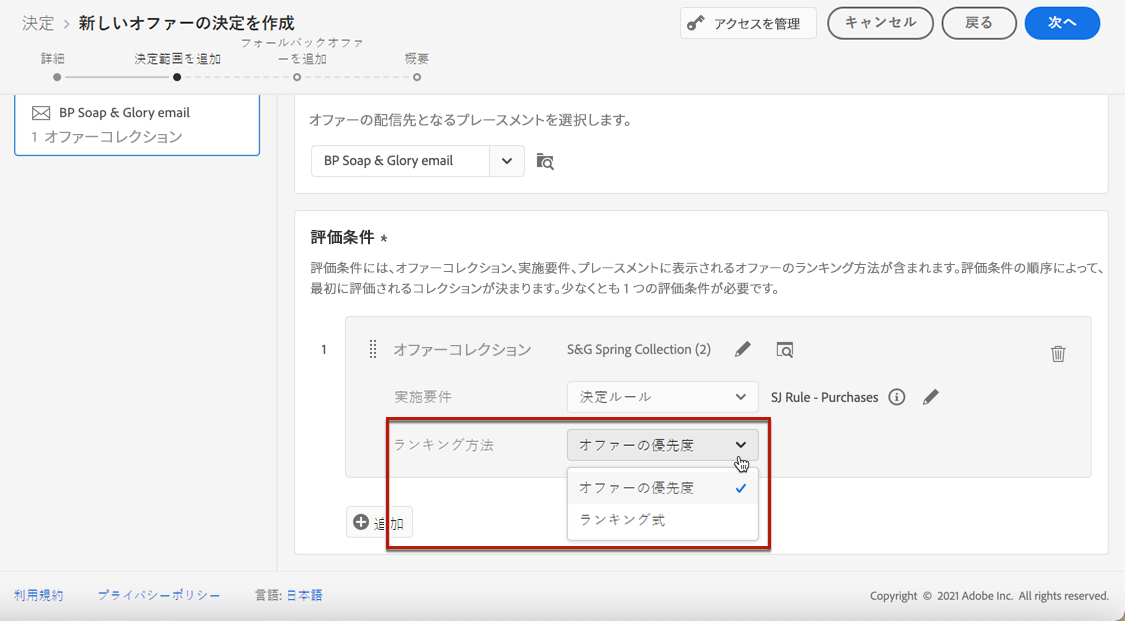 決定 > 新しいオファーの決定を作成
アクセスを管理
キャンセル
戻る
次へ
詳細
決定範囲を追加
フォールバックオファ
ーを追加
概要
BP Soap & Glory email
1 オファーコレクション
オファーの配信先となるプレースメントを選択します。
BP Soap & Glory email
評価条件 *
評価条件には、オファーコレクション、実施要件、プレースメントに表示されるオファーのランキング方法が含まれます。評価条件の順序によって、
最初に評価されるコレクションが決まります。少なくとも 1 つの評価条件が必要です。
1
オファーコレクション
S&G Spring Collection (2)
実施要件
決定ルール
SJ Rule - Purchases
ランキング方法
オファーの優先度
オファーの優先度
ランキング式
追加
利用規約
プライバシーポリシー
言語: 日本語
Copyright © 2021 Adobe Inc. All rights reserved.